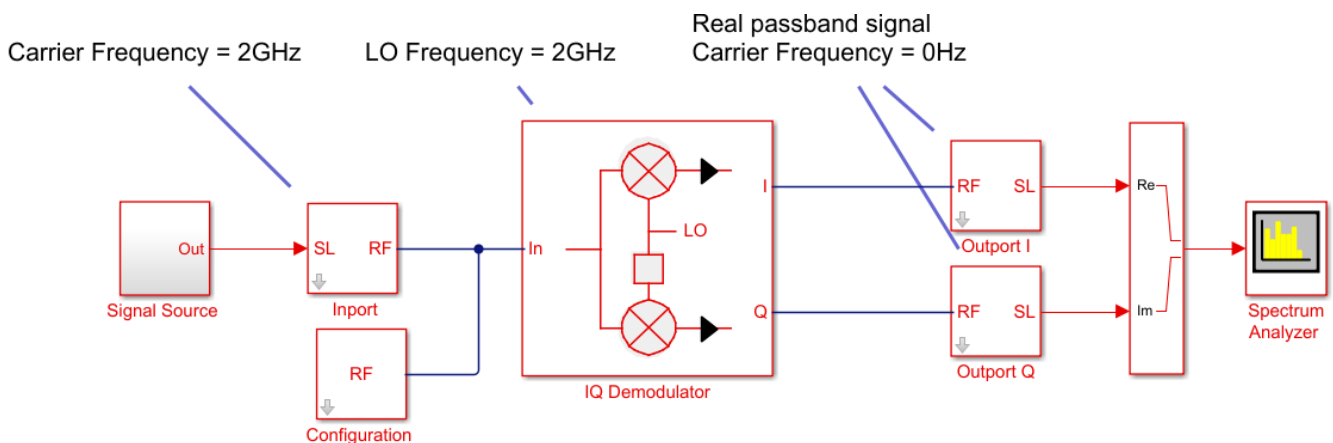 Real passband signal
Carrier Frequency = 2GHz
LO Frequency = 2GHz
Carrier Frequency = 0Hz
Out
Signal Source
SL
RF
Inport
RF
Configuration
In
LO
I
Q
IQ Demodulator
RF
SL
Outport I
RF
SL
Outport Q
Re
Im
Spectrum
Analyzer